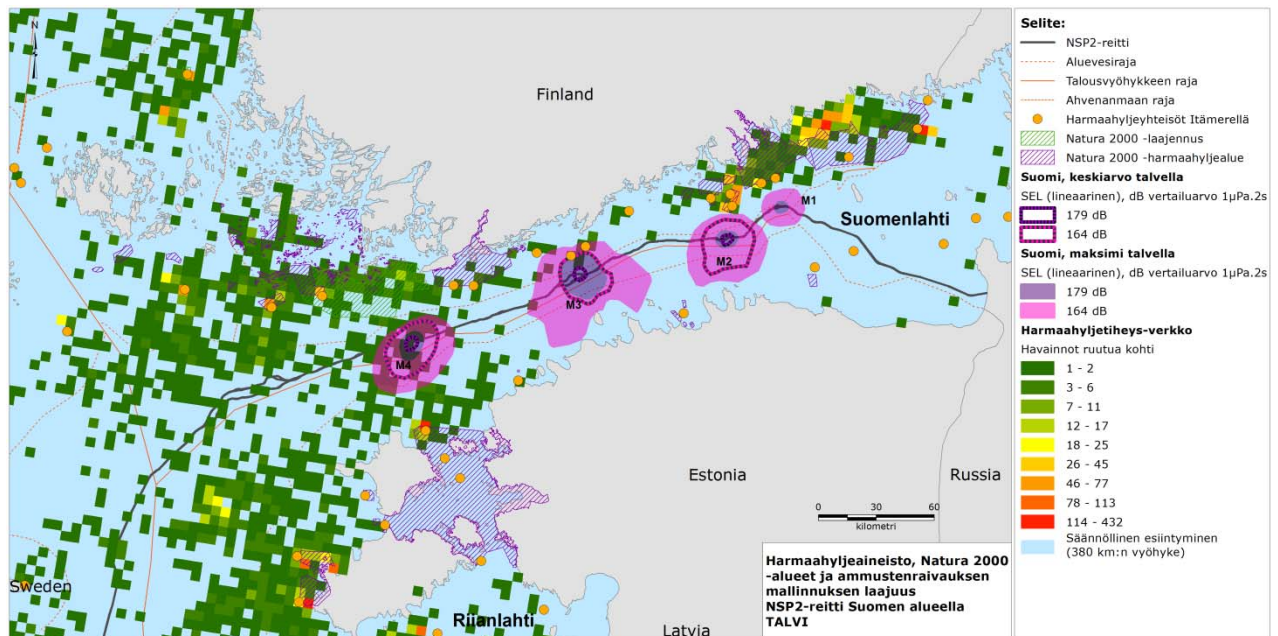 N
Finland
Suomenlahti
M1
M2
M3
M4
Estonia
Russia
Sweden
Riianlahti
Latvia
0 30 60
kilometri
Harmaahyljeaineisto, Natura 2000
-alueet ja ammustenraivauksen
mallinnuksen laajuus
NSP2-reitti Suomen alueella
TALVI
Selite:
NSP2-reitti
Aluevesiraja
Talousvyöhykkeen raja
Ahvenanmaan raja
Harmaahyljeyhteisöt Itämerellä
Natura 2000 -laajennus
Natura 2000 -harmaahyljealue
Suomi, keskiarvo talvella
SEL (lineaarinen), dB vertailuarvo 1µPa.2s
179 dB
164 dB
Suomi, maksimi talvella
SEL (lineaarinen), dB vertailuarvo 1µPa.2s
179 dB
164 dB
Harmaahyljetiheys-verkko
Havainnot ruutua kohti
1 - 2
3 - 6
7 - 11
12 - 17
18 - 25
26 - 45
46 - 77
78 - 113
114 - 432
Säännöllinen esiintyminen
(380 km:n vyöhyke)